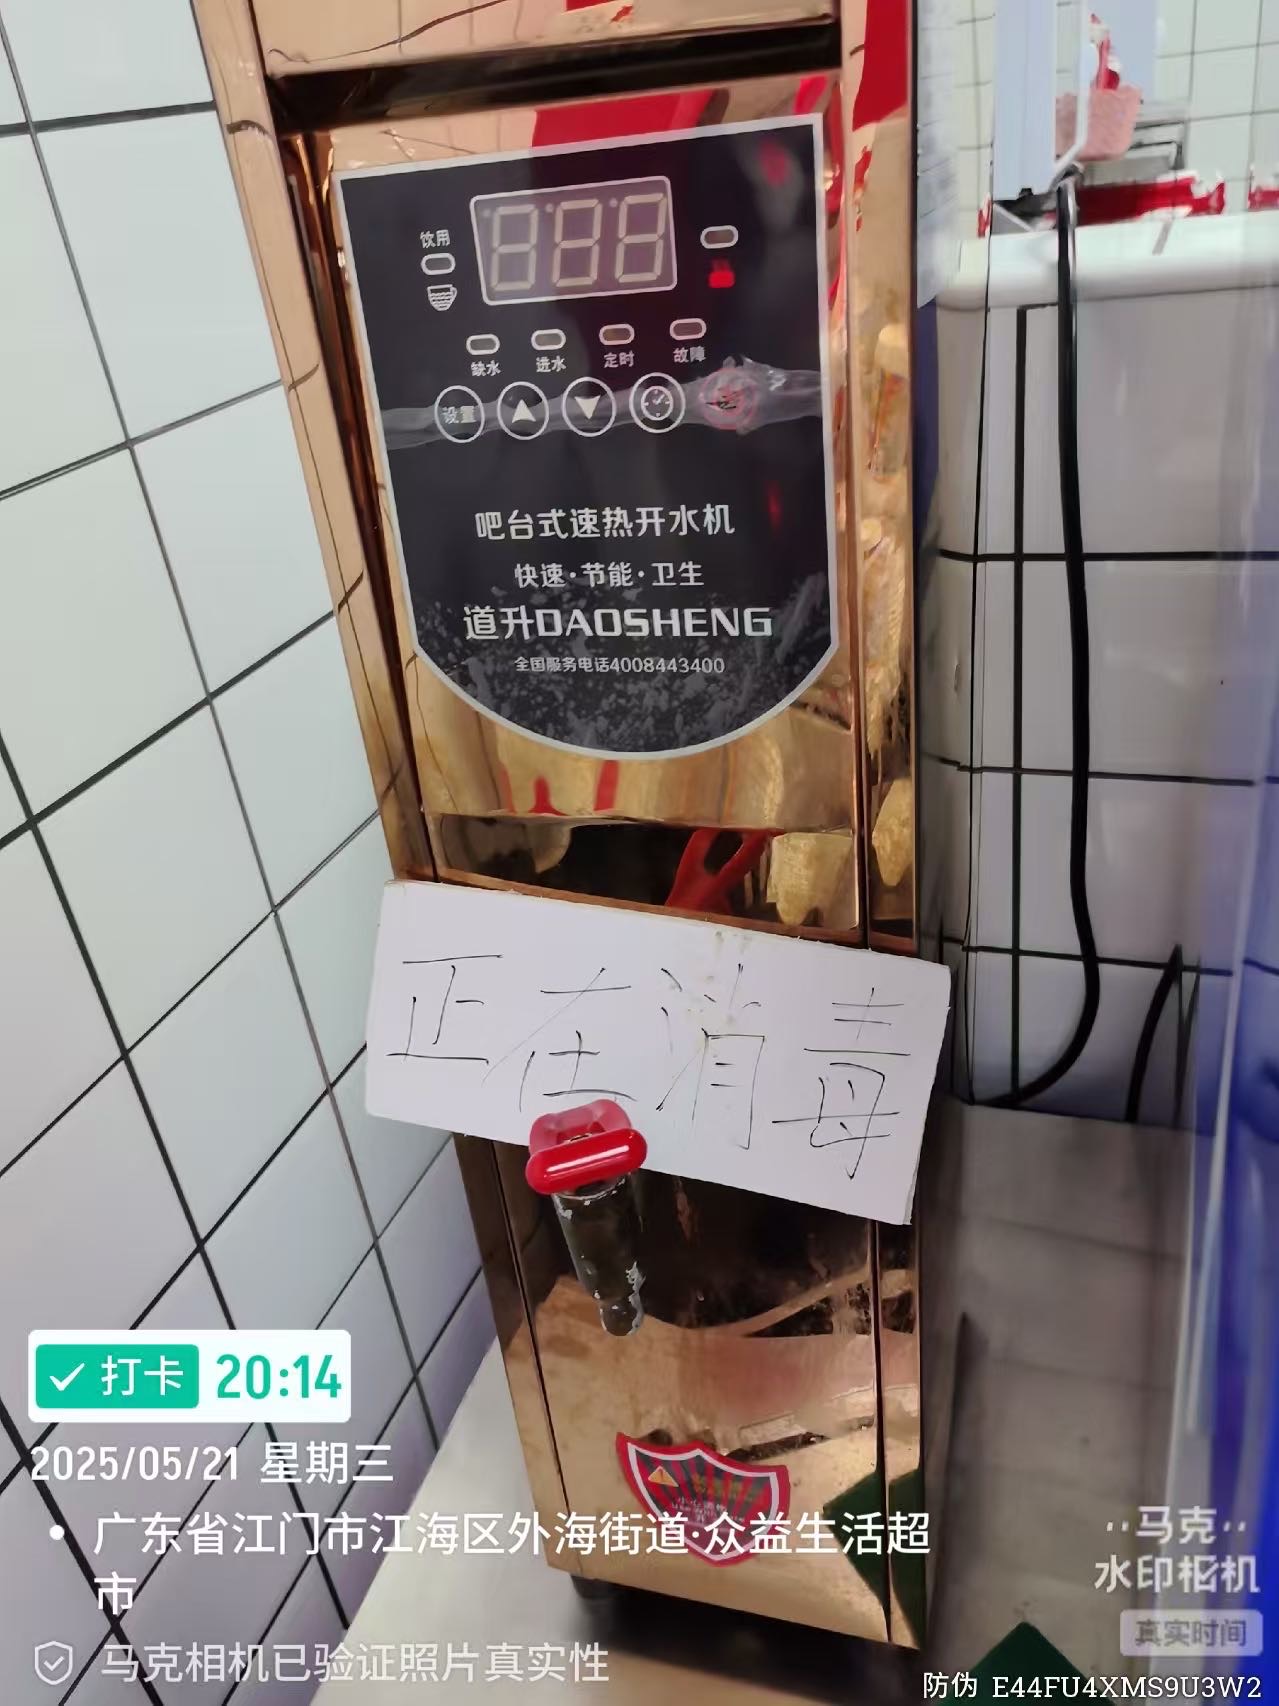 饮用
缺水 进水 定时 故障
设置
吧台式速热开水机
快速·节能·卫生
道升DAOSHENG
全国服务电话4008443400
正在消毒
打卡 20:14
2025/05/21 星期三
广东省江门市江海区外海街道·众益生活超
市
马克相机已验证照片真实性
马克
水印相机
真实时间
防伪 E44FU4XMS9U3W2